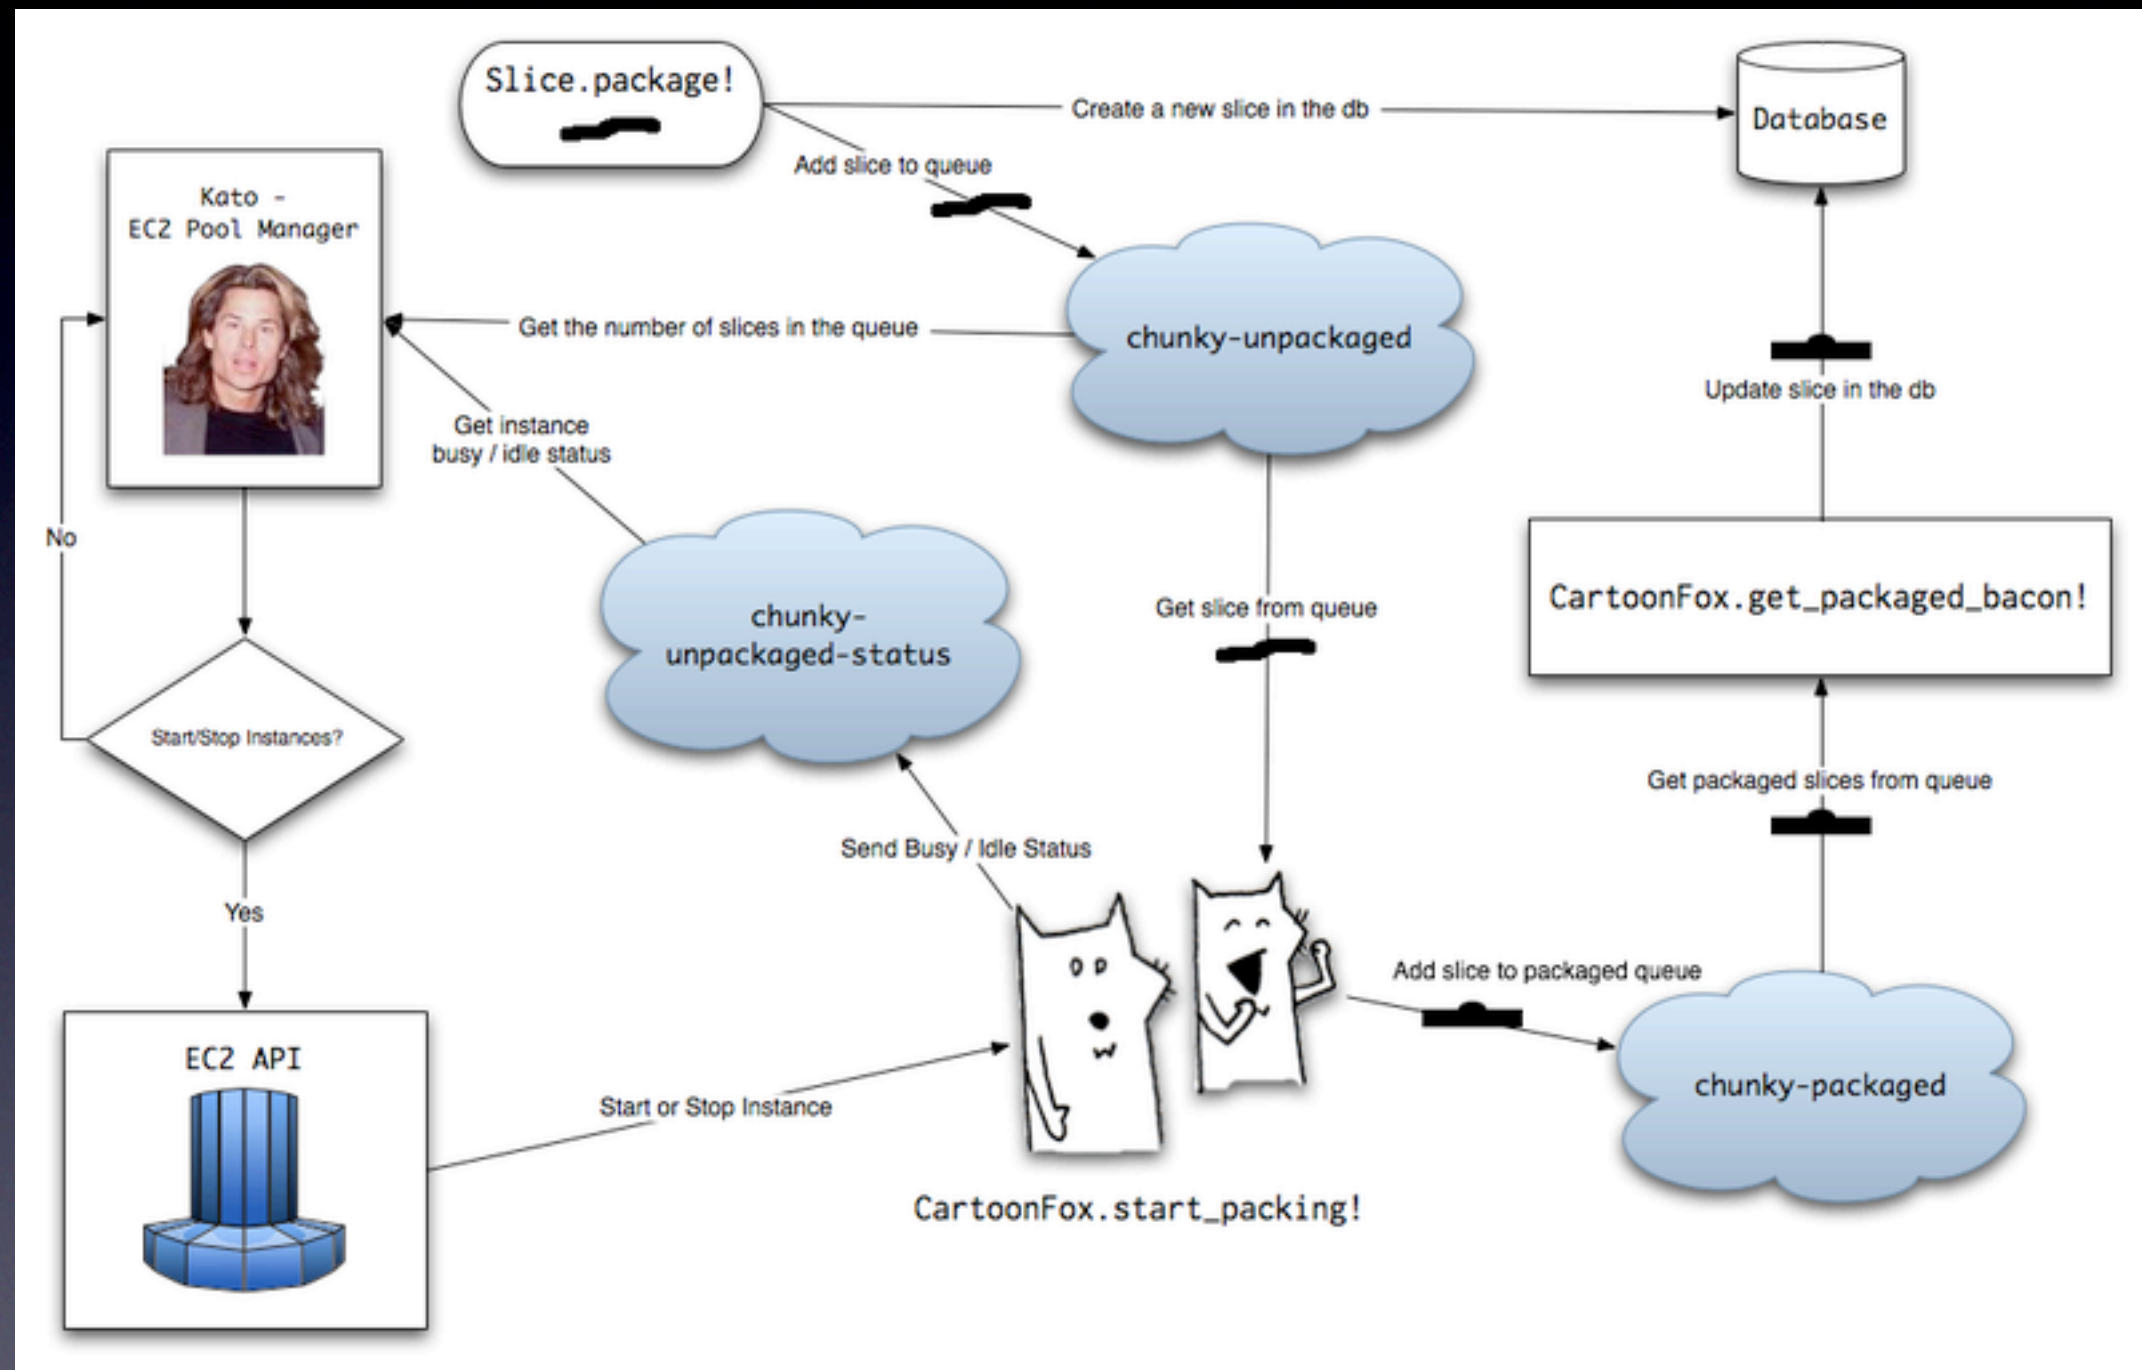 Slice.package!
Create a new slice in the db
Database
Add slice to queue
Kato -
EC2 Pool Manager
Get the number of slices in the queue
chunky-unpackaged
Update slice in the db
Get instance
busy / idle status
No
chunky-
unpackaged-status
Get slice from queue
CartoonFox.get_packaged_bacon!
Start/Stop Instances?
Get packaged slices from queue
Send Busy / Idle Status
Yes
Add slice to packaged queue
EC2 API
chunky-packaged
Start or Stop Instance
CartoonFox.start_packing!